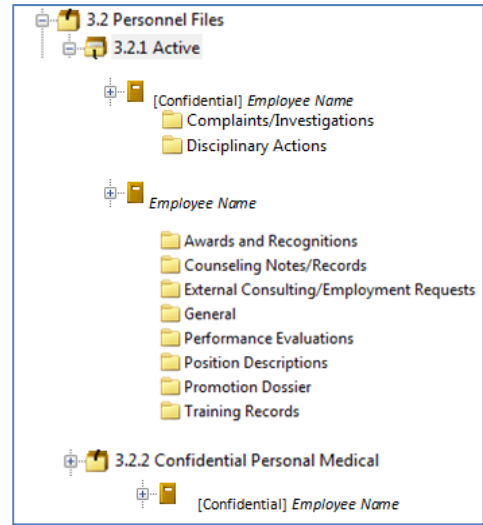 3.2 Personnel Files
3.2.1 Active
[Confidential] Employee Name
Complaints/Investigations
Disciplinary Actions
Employee Name
Awards and Recognitions
Counseling Notes/Records
External Consulting/Employment Requests
General
Performance Evaluations
Position Descriptions
Promotion Dossier
Training Records
3.2.2 Confidential Personal Medical
[Confidential] Employee Name